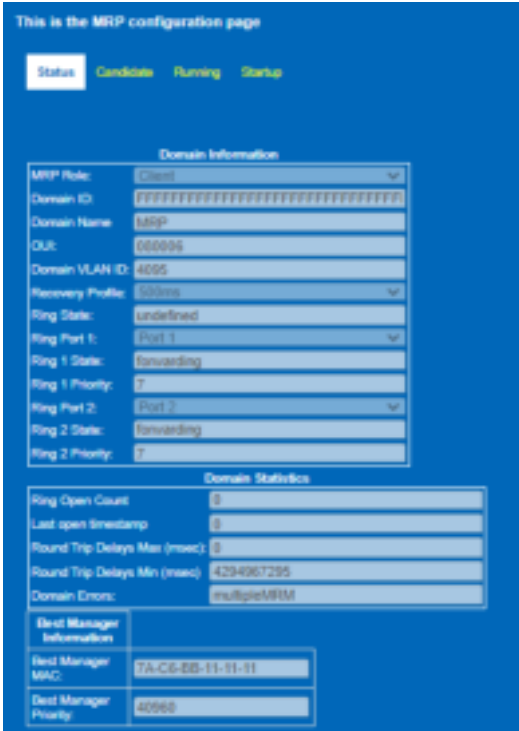 This is the MRP configuration page
Status Candidate Running Startup
Domain Information
MRP Role: Client
Domain ID: FFFFFFFFFFFFFFFFFFFFFFFFFFFFFFFF
Domain Name MRP
OUI: 080006
Domain VLAN ID: 4095
Recovery Profile: 500ms
Ring State: undefined
Ring Port 1: Port 1
Ring 1 State: forwarding
Ring 1 Priority: 7
Ring Port 2: Port 2
Ring 2 State: forwarding
Ring 2 Priority: 7
Domain Statistics
Ring Open Count 0
Last open timestamp 0
Round Trip Delays Max (msec): 0
Round Trip Delays Min (msec) 4294967295
Domain Errors: multipleMRM
Best Manager
Information
Best Manager
MAC: 7A-C6-BB-11-11-11
Best Manager
Priority: 40960